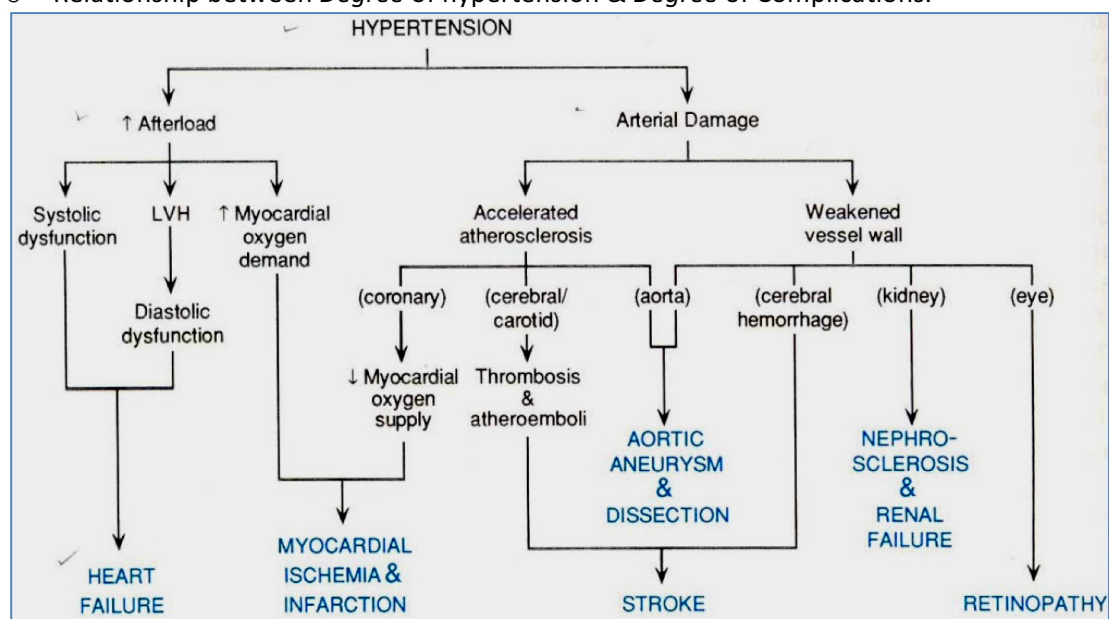 Relationship between Degree of hypertension & Degree of Complications:
HYPERTENSION
↑ Afterload
Arterial Damage
Systolic
dysfunction
LVH
↑ Myocardial
oxygen
demand
Accelerated
atherosclerosis
Weakened
vessel wall
Diastolic
dysfunction
(coronary)
(cerebral/
carotid)
(aorta)
(cerebral
hemorrhage)
(kidney)
(eye)
↓ Myocardial
oxygen
supply
Thrombosis
&
atheroemboli
AORTIC
ANEURYSM
&
DISSECTION
NEPHRO-
SCLEROSIS
&
RENAL
FAILURE
HEART
FAILURE
MYOCARDIAL
ISCHEMIA &
INFARCTION
STROKE
RETINOPATHY